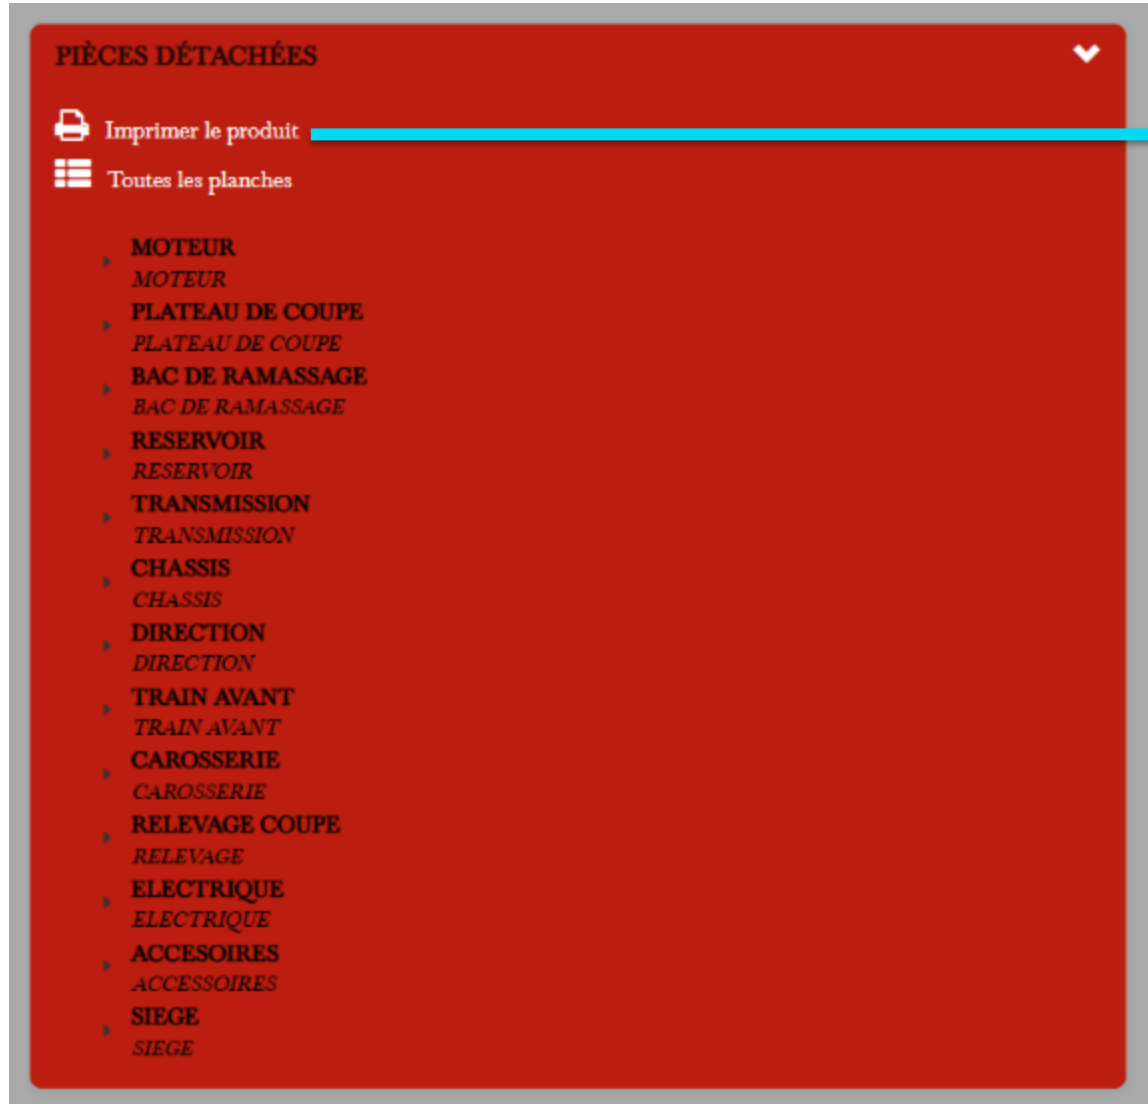 PIÈCES DÉTACHÉES
Imprimer le produit
Toutes les planches
MOTEUR
MOTEUR
PLATEAU DE COUPE
PLATEAU DE COUPE
BAC DE RAMASSAGE
BAC DE RAMASSAGE
RESERVOIR
RESERVOIR
TRANSMISSION
TRANSMISSION
CHASSIS
CHASSIS
DIRECTION
DIRECTION
TRAIN AVANT
TRAIN AVANT
CAROSSERIE
CAROSSERIE
RELEVAGE COUPE
RELEVAGE
ELECTRIQUE
ELECTRIQUE
ACCESOIRES
ACCESSOIRES
SIEGE
SIEGE